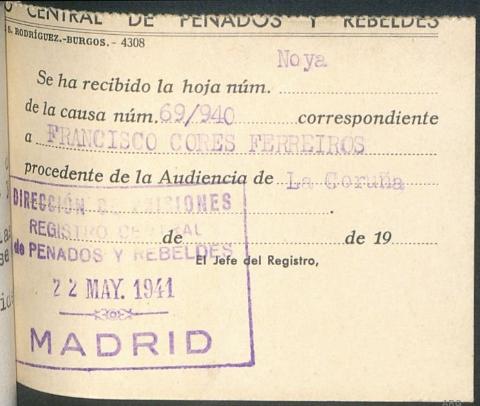 CENTRAL DE PENADOS Y REBELDES
S. RODRÍGUEZ.-BURGOS. - 4308
Noya
Se ha recibido la hoja núm.
de la causa núm. 69/940 correspondiente
a FRANCISCO CORES FERREIROS
procedente de la Audiencia de La Coruña
DIRECCIÓN DE PRISIONES
REGISTRO CENTRAL
de PENADOS Y REBELDES
de de 19
El Jefe del Registro,
22 MAY. 1941
MADRID